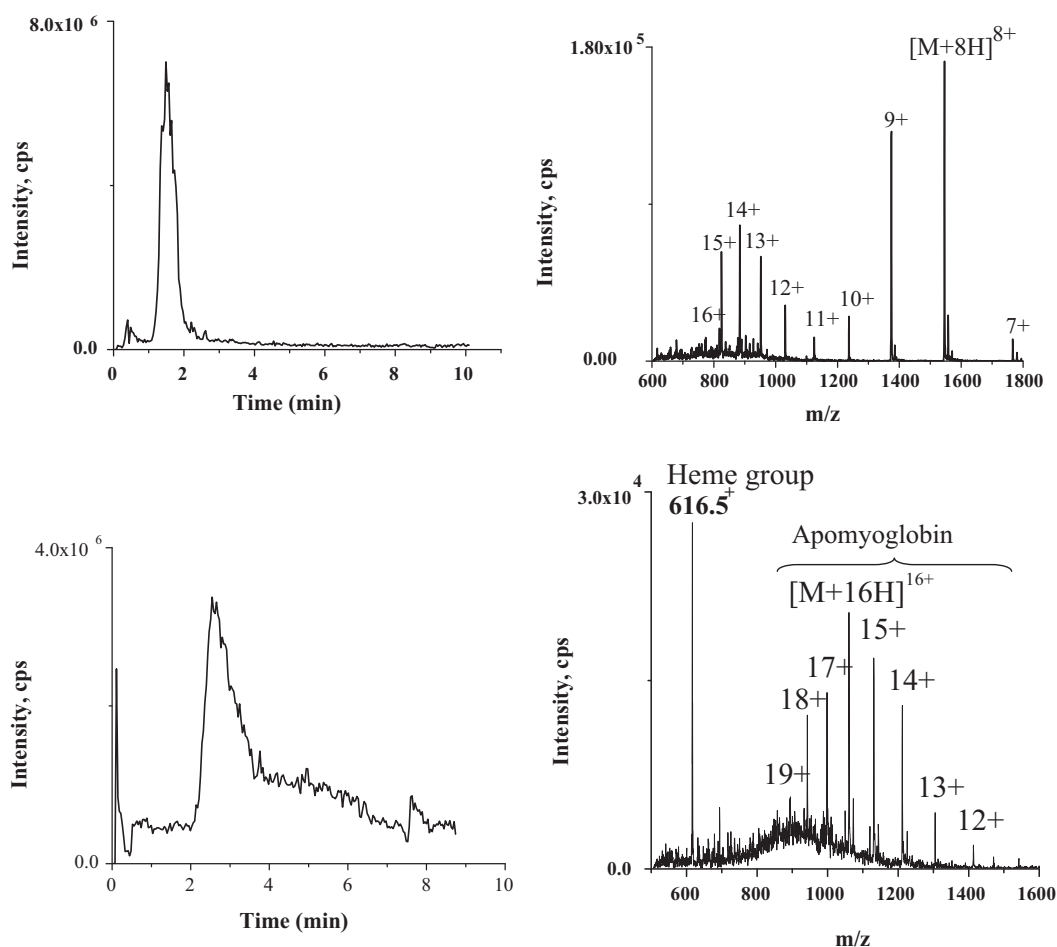 8.0x10 6
Intensity, cps
0.0
0 2 4 6 8 10
Time (min)
1.80x10 5
[M+8H]8+
9+
14+
15+ 13+
12+
16+ 11+ 10+ 7+
Intensity, cps
0.00
600 800 1000 1200 1400 1600 1800
m/z
4.0x10 6
Intensity, cps
0.0
0 2 4 6 8 10
Time (min)
Heme group
3.0x10 4
616.5+
Apomyoglobin
[M+16H]16+
15+
17+
14+
18+
19+
13+
12+
Intensity, cps
0.0
600 800 1000 1200 1400 1600
m/z